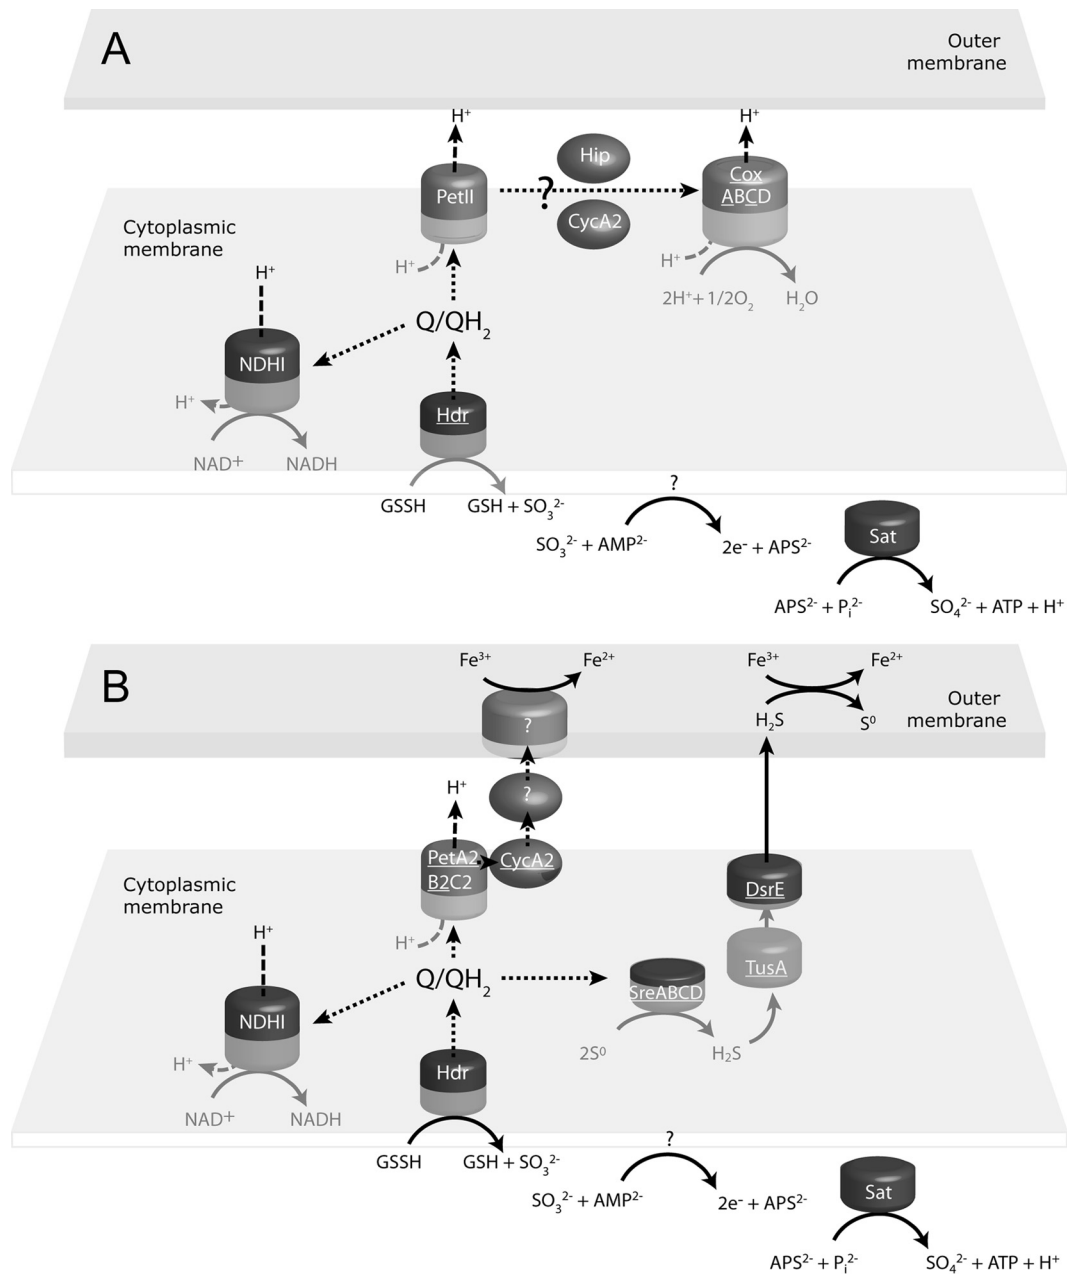 A
Outer
membrane
H⁺
H⁺
Hip
PetII
?
Cox
ABCD
CycA2
Cytoplasmic
membrane
H⁺
H⁺
H⁺
2H⁺+ 1/2O₂
H₂O
Q/QH₂
NDHI
H⁺
Hdr
NAD+
NADH
GSSH
GSH + SO₃²⁻
?
SO₃²⁻ + AMP²⁻
2e⁻ + APS²⁻
Sat
APS²⁻ + Pᵢ²⁻
SO₄²⁻ + ATP + H⁺
B
Fe³⁺
Fe²⁺
Fe³⁺
Fe²⁺
Outer
membrane
?
H₂S
S⁰
H⁺
?
PetA2
B2C2
CycA2
DsrE
Cytoplasmic
membrane
H⁺
H⁺
TusA
Q/QH₂
SreABCD
NDHI
2S⁰
H₂S
H⁺
Hdr
NAD+
NADH
GSSH
GSH + SO₃²⁻
?
SO₃²⁻ + AMP²⁻
2e⁻ + APS²⁻
Sat
APS²⁻ + Pᵢ²⁻
SO₄²⁻ + ATP + H⁺